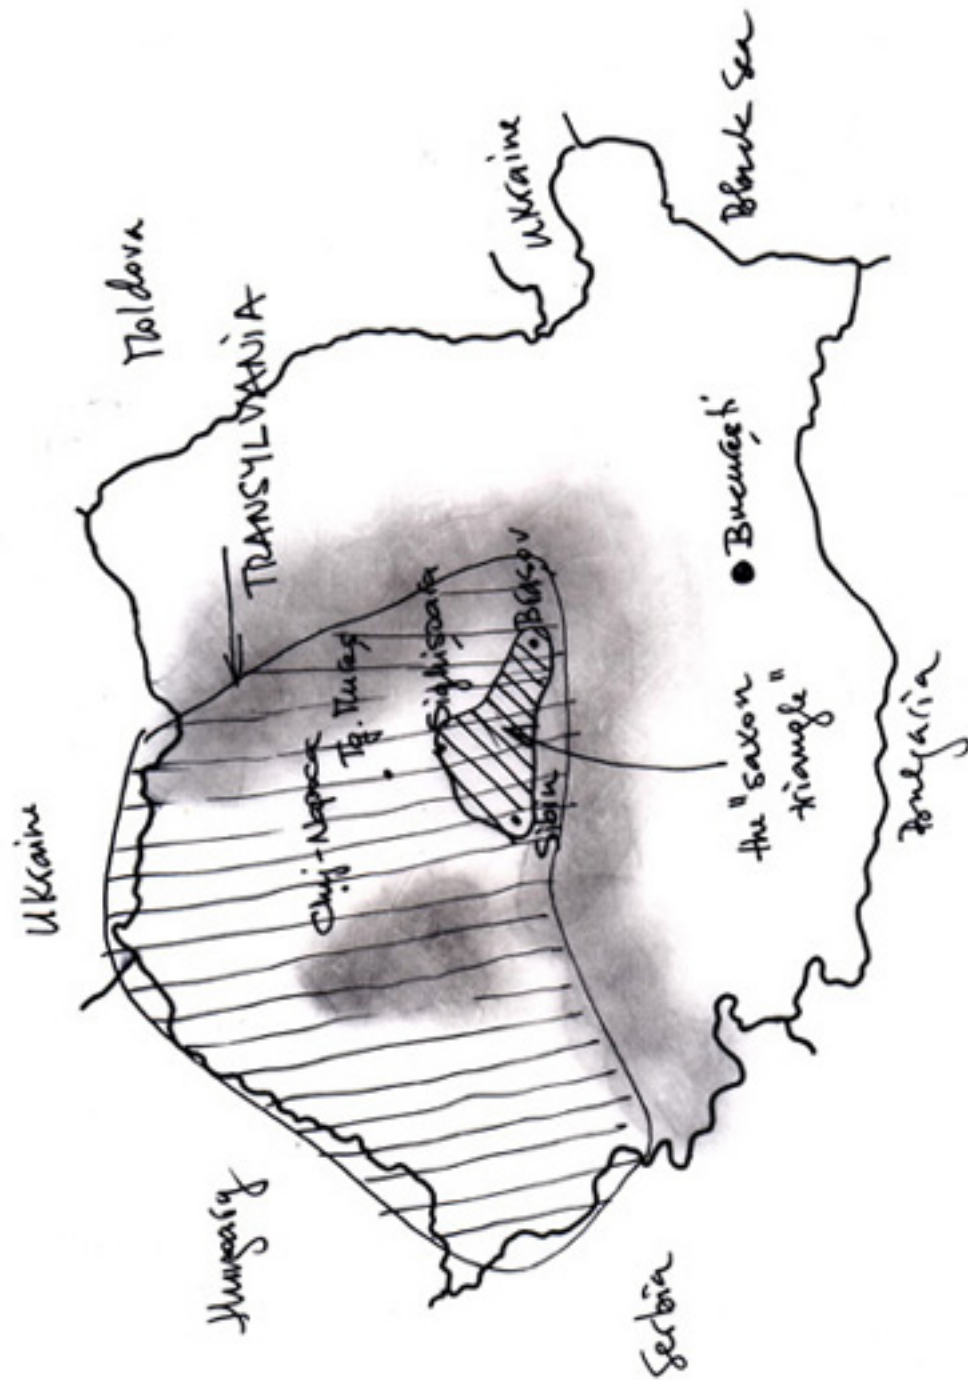 Ukraine
Moldova
Hungary
TRANSYLVANIA
Cluj-Napoca
Tg. Mureş
Sighişoara
Ukraine
Sibiu
Braşov
Serbia
the "saxon
triangle"
Bucureşti
Black Sea
Bulgaria